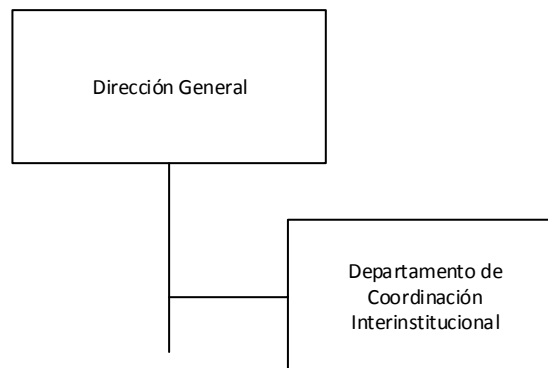 Dirección General
Departamento de
Coordinación
Interinstitucional